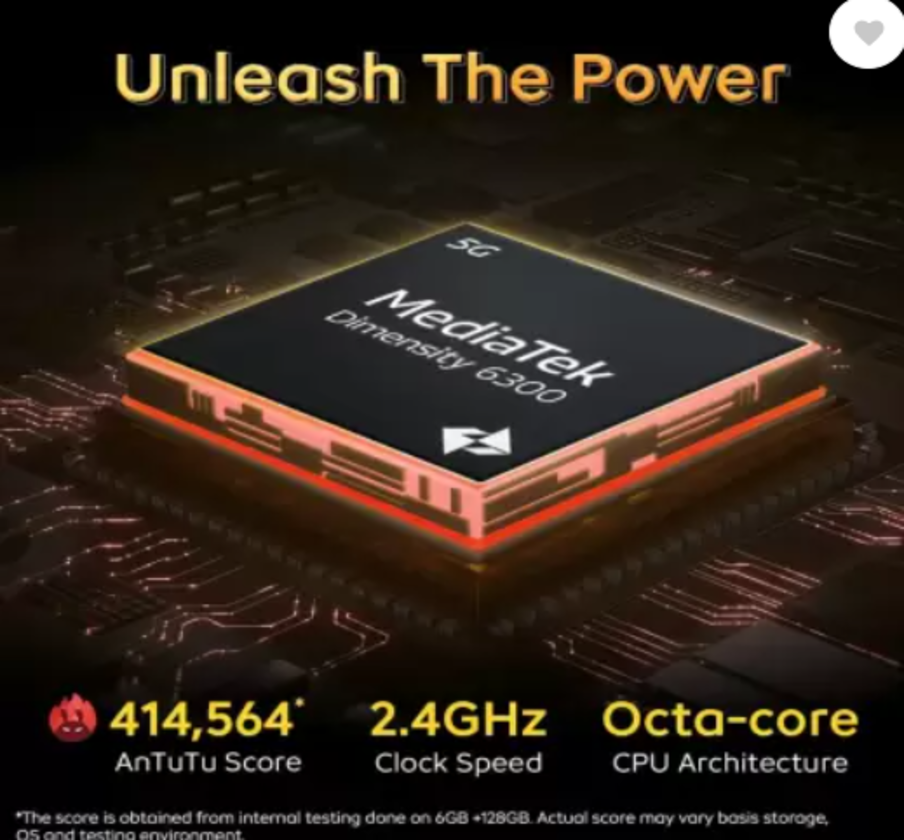 Unleash The Power
5G
MediaTek
Dimensity 6300
414,564*
2.4GHz
Octa-core
AnTuTu Score
Clock Speed
CPU Architecture
*The score is obtained from internal testing done on 6GB +128GB. Actual score may vary basis storage,
OS and testing environment.